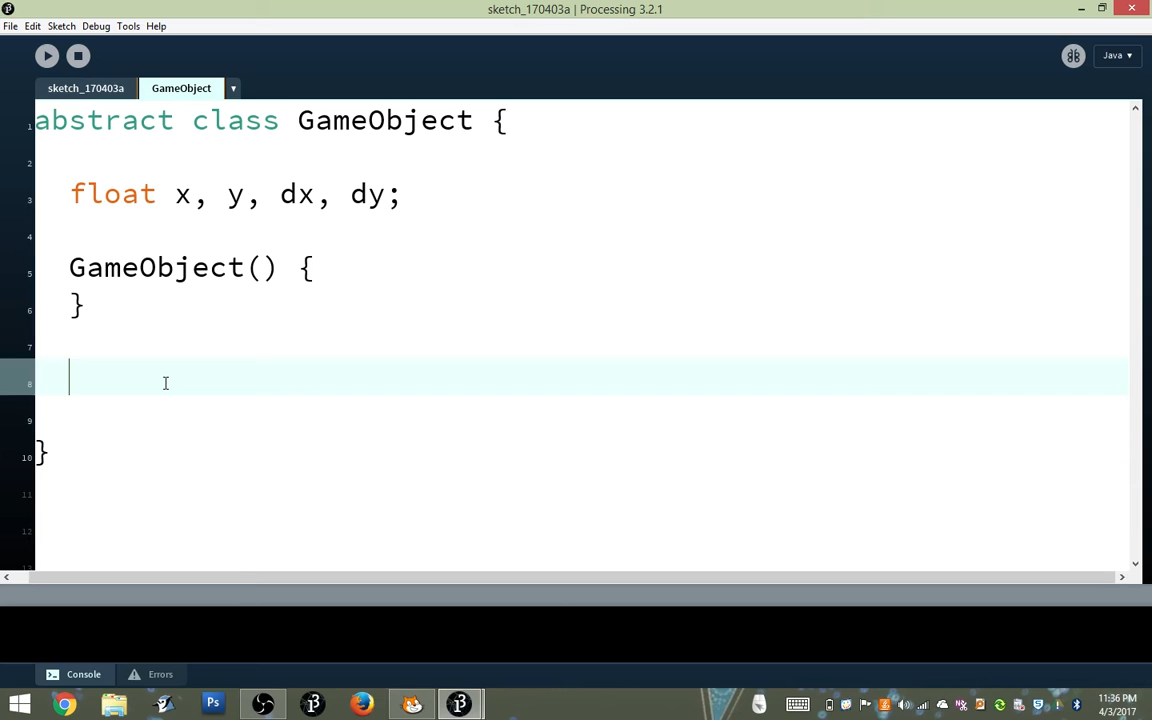 sketch_170403a | Processing 3.2.1
File Edit Sketch Debug Tools Help
Java ▾
sketch_170403a GameObject ▾
1 abstract class GameObject {
2
3 float x, y, dx, dy;
4
5 GameObject() {
6 }
7
8
9
10 }
11
12
Console Errors
Ps
11:36 PM
4/3/2017